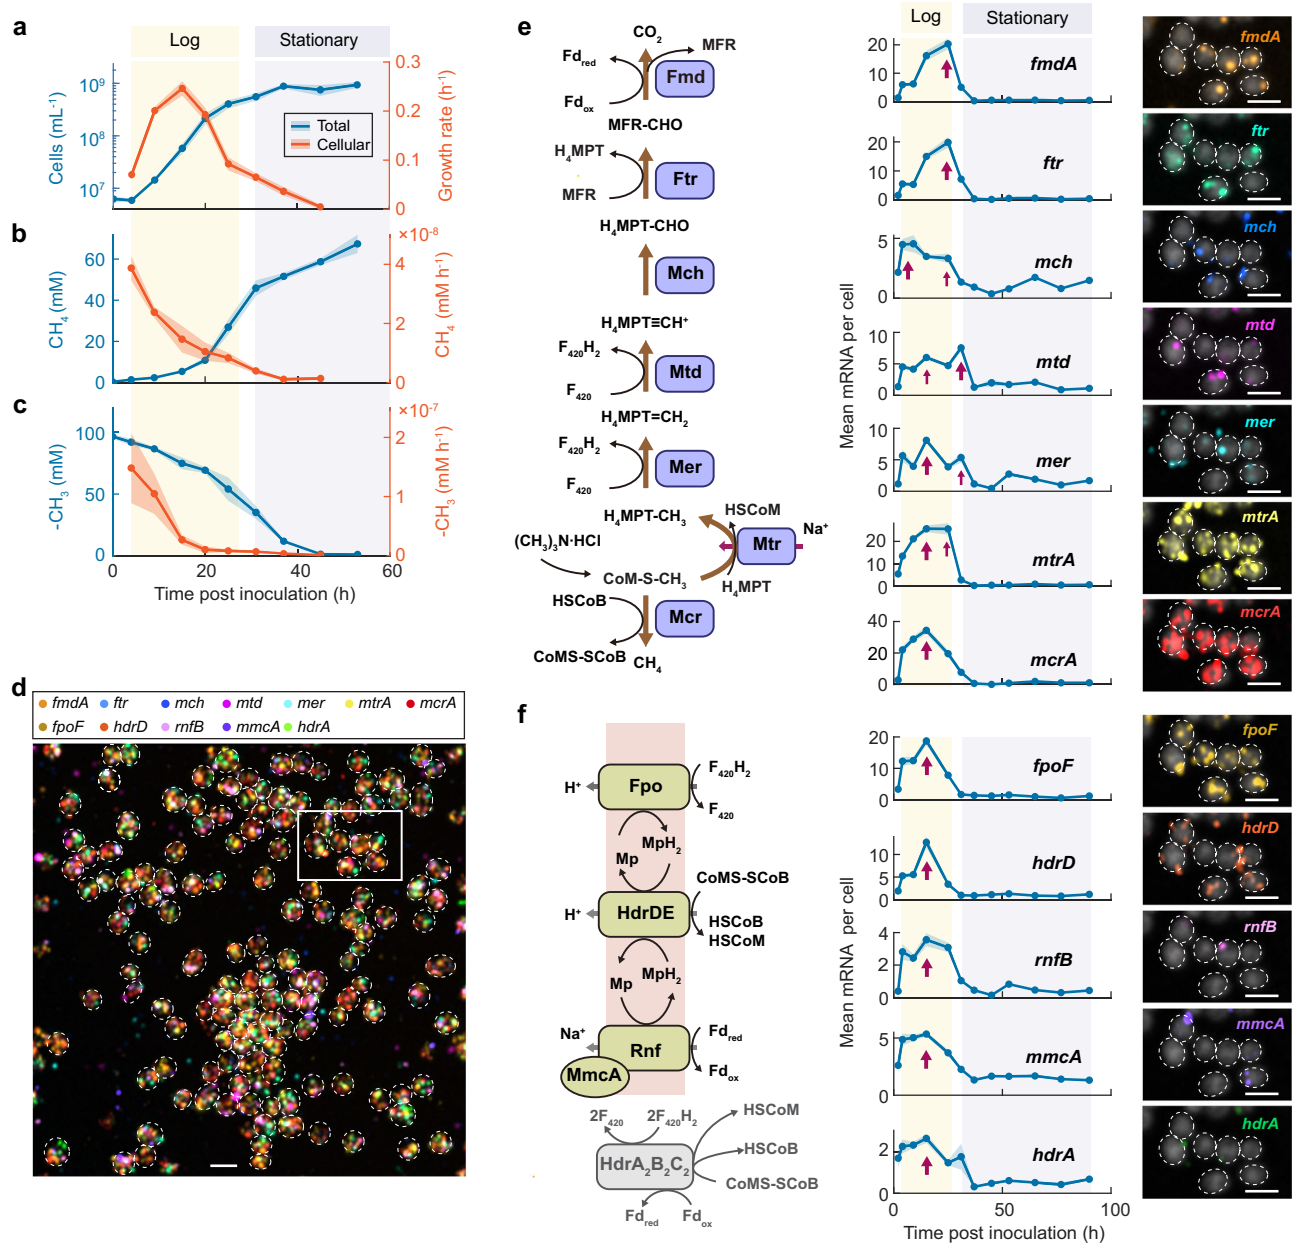 a
Log
Stationary
Cells (mL⁻¹)
10⁹
10⁸
10⁷
Total
Cellular
0.3
0.2
0.1
0
Growth rate (h⁻¹)
b
CH₄ (mM)
60
40
20
0
×10⁻⁸
4
2
0
CH₄ (mM h⁻¹)
c
-CH₃ (mM)
100
50
0
×10⁻⁷
2
1
0
-CH₃ (mM h⁻¹)
0 20 40 60
Time post inoculation (h)
d
fmdA ftr mch mtd mer mtrA mcrA
fpoF hdrD rnfB mmcA hdrA
e
CO₂
Fd_red
MFR
Fmd
Fd_ox
MFR-CHO
H₄MPT
Ftr
MFR
H₄MPT-CHO
Mch
H₄MPT≡CH⁺
F₄₂₀H₂
Mtd
F₄₂₀
H₄MPT=CH₂
F₄₂₀H₂
Mer
F₄₂₀
H₄MPT-CH₃
HSCoM
Na⁺
Mtr
(CH₃)₃N·HCl
CoM-S-CH₃
H₄MPT
HSCoB
Mcr
CoMS-SCoB
CH₄
Log
Stationary
Mean mRNA per cell
20
10
0
fmdA
fmdA
20
10
0
ftr
ftr
5
0
mch
mch
0 50 100
10
5
0
mtd
mtd
10
5
0
mer
mer
20
0
mtrA
mtrA
40
20
0
mcrA
mcrA
f
Fpo
H⁺
F₄₂₀H₂
F₄₂₀
Mp
MpH₂
HdrDE
H⁺
CoMS-SCoB
HSCoB
HSCoM
Mp
MpH₂
Na⁺
Rnf
MmcA
Fd_red
Fd_ox
2F₄₂₀
2F₄₂₀H₂
HSCoM
HdrA₂B₂C₂
HSCoB
CoMS-SCoB
Fd_red
Fd_ox
Mean mRNA per cell
20
10
0
fpoF
fpoF
10
5
0
hdrD
hdrD
4
2
0
rnfB
rnfB
5
0
mmcA
mmcA
2
0
hdrA
hdrA
0 50 100
Time post inoculation (h)